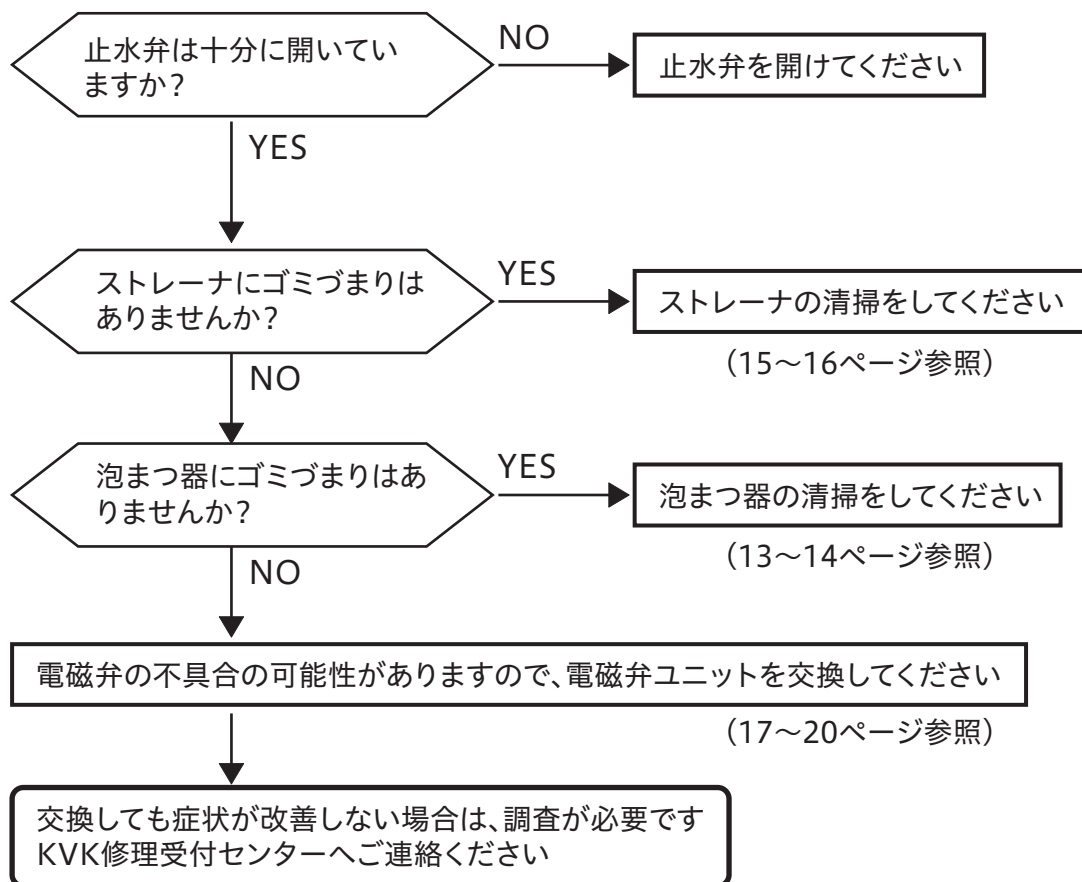 止水弁は十分に開いてい
ますか？
NO
止水弁を開けてください
YES
ストレーナにゴミづまりは
ありませんか？
YES
ストレーナの清掃をしてください
（15～16ページ参照）
NO
泡まつ器にゴミづまりはあ
りませんか？
YES
泡まつ器の清掃をしてください
（13～14ページ参照）
NO
電磁弁の不具合の可能性がありますので、電磁弁ユニットを交換してください
（17～20ページ参照）
交換しても症状が改善しない場合は、調査が必要です
KVK修理受付センターへご連絡ください